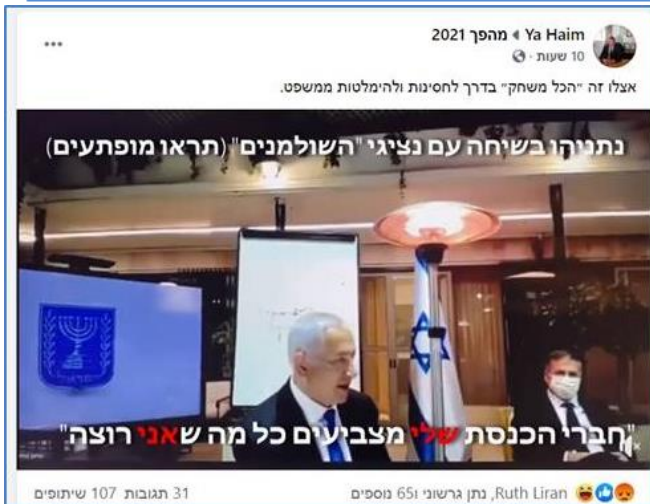 Ya Haim ◂ מהפך 2021
10 שעות ·
אצלו זה "הכל משחק" בדרך לחסינות ולהימלטות ממשפט.
נתניהו בשיחה עם נציגי "השולמנים" (תראו מופתעים)
"חברי הכנסת שלי מצביעים כל מה שאני רוצה"
Ruth Liran, נתן גרשוני ו65 נוספים
31 תגובות 107 שיתופים